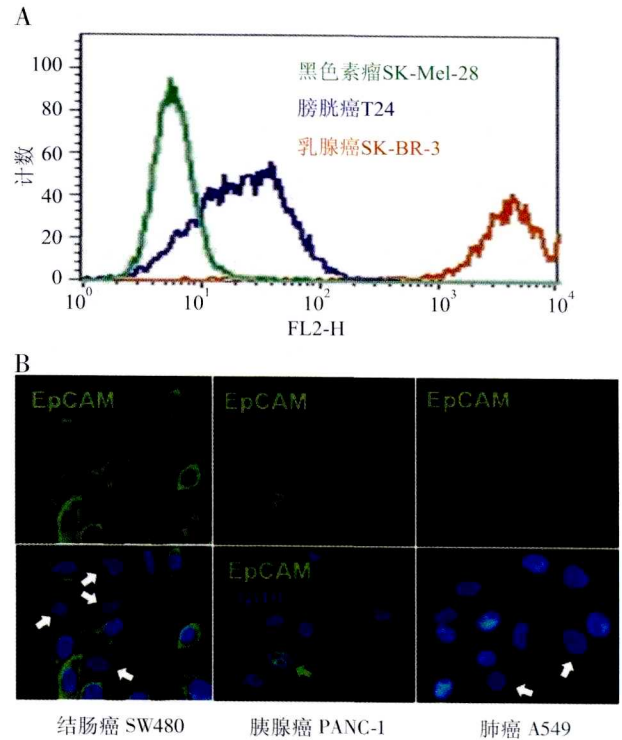 A
100
80
60
40
20
0
计数
黑色素瘤SK-Mel-28
膀胱癌T24
乳腺癌SK-BR-3
10⁰ 10¹ 10² 10³ 10⁴
FL2-H
B
EpCAM EpCAM EpCAM
EpCAM
结肠癌 SW480 胰腺癌 PANC-1 肺癌 A549